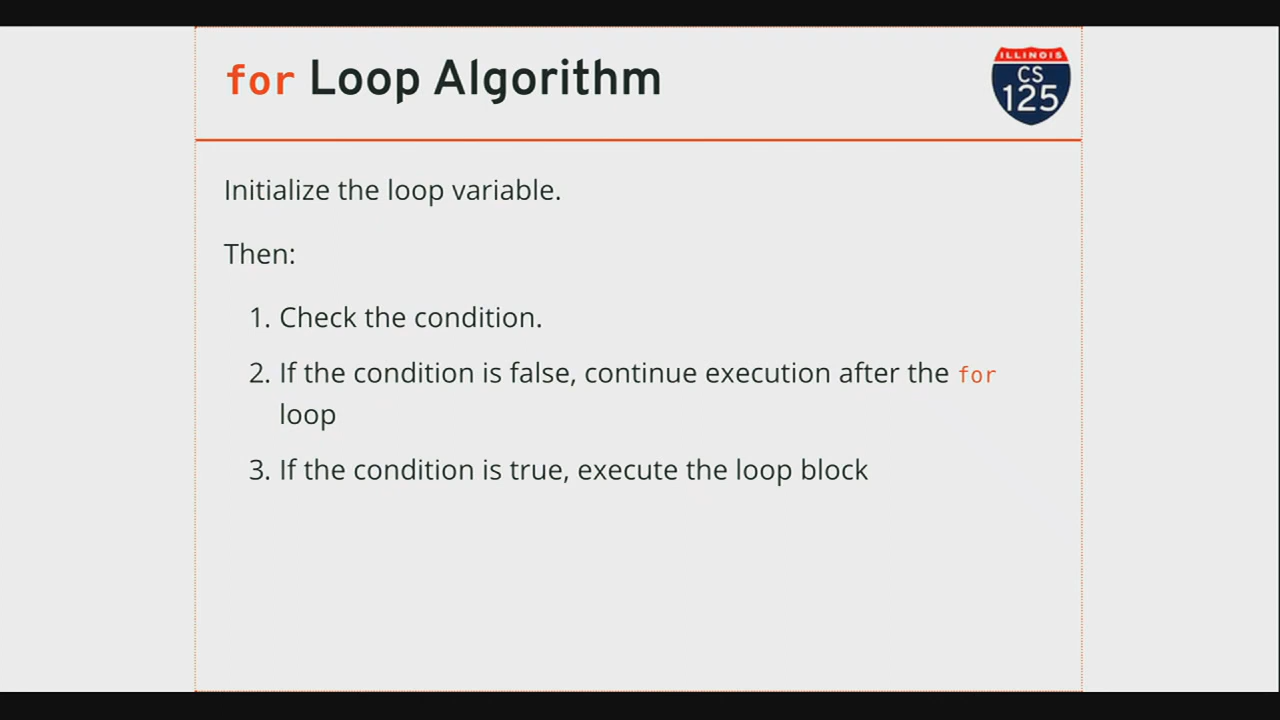 for Loop Algorithm
ILLINOIS
CS
125
Initialize the loop variable.
Then:
1. Check the condition.
2. If the condition is false, continue execution after the for
loop
3. If the condition is true, execute the loop block